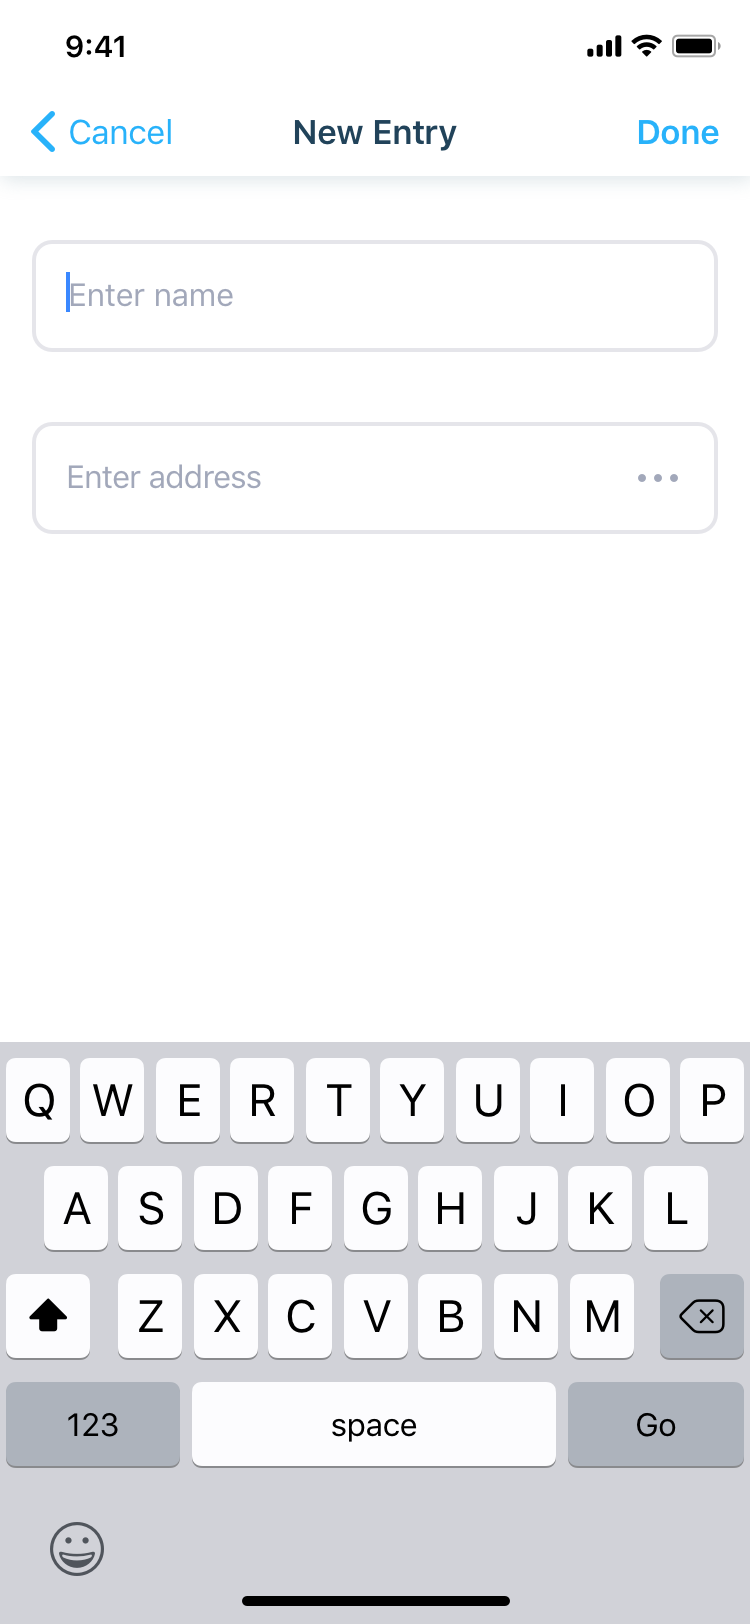 9:41
Cancel New Entry Done
Enter name
Enter address
Q W E R T Y U I O P
A S D F G H J K L
Z X C V B N M
123 space Go